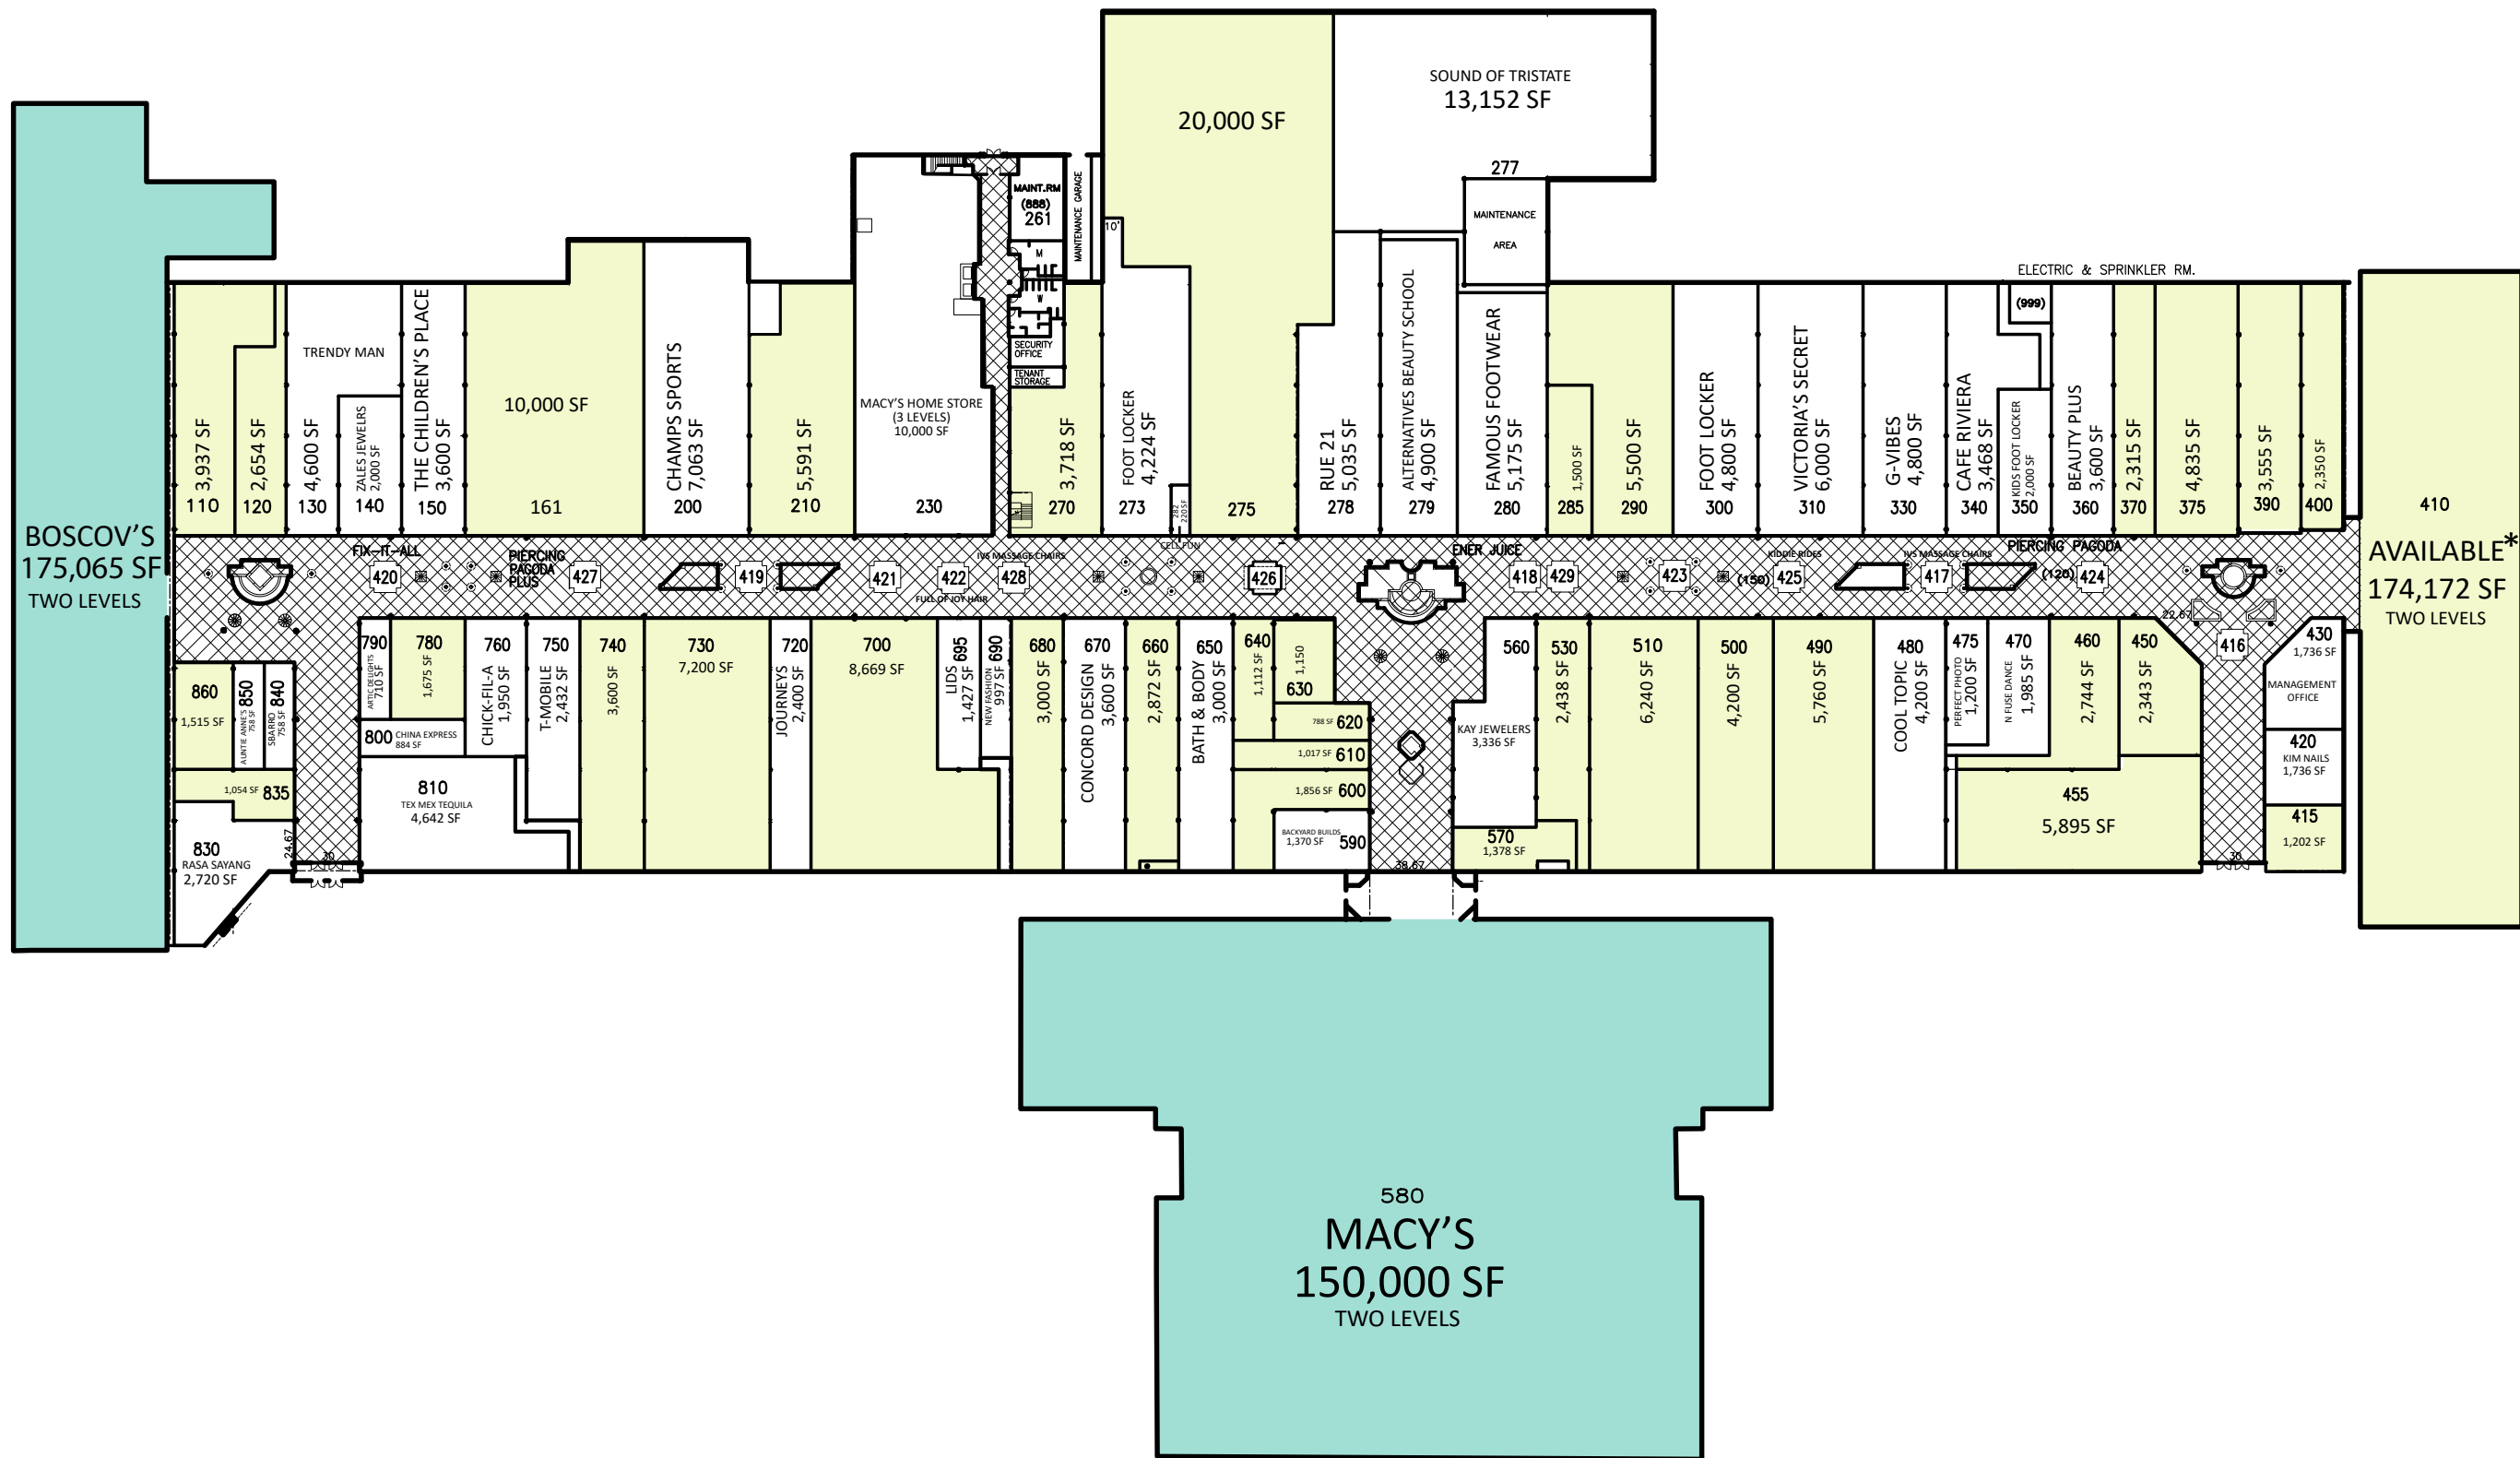 SOUND OF TRISTATE
13,152 SF
20,000 SF
277
MAINTENANCE
AREA
MAINT.RM
(888)
261
MAINTENANCE GARAGE
10'
M
W
SECURITY
OFFICE
TENANT
STORAGE
ELECTRIC & SPRINKLER RM.
(999)
BOSCOV'S
175,065 SF
TWO LEVELS
3,937 SF
110
2,654 SF
120
TRENDY MAN
4,600 SF
130
ZALES JEWELERS
2,000 SF
140
THE CHILDREN'S PLACE
3,600 SF
150
10,000 SF
161
CHAMPS SPORTS
7,063 SF
200
5,591 SF
210
MACY'S HOME STORE
(3 LEVELS)
10,000 SF
230
3,718 SF
270
FOOT LOCKER
4,224 SF
273
282
220 SF
275
RUE 21
5,035 SF
278
ALTERNATIVES BEAUTY SCHOOL
4,900 SF
279
FAMOUS FOOTWEAR
5,175 SF
280
1,500 SF
285
5,500 SF
290
FOOT LOCKER
4,800 SF
300
VICTORIA'S SECRET
6,000 SF
310
G-VIBES
4,800 SF
330
CAFE RIVIERA
3,468 SF
340
KIDS FOOT LOCKER
2,000 SF
350
BEAUTY PLUS
3,600 SF
360
2,315 SF
370
4,835 SF
375
3,555 SF
390
2,350 SF
400
410
AVAILABLE*
174,172 SF
TWO LEVELS
FIX-IT-ALL
420
PIERCING
PAGODA
PLUS
427
419
421
422
FULL OF JOY HAIR
IVS MASSAGE CHAIRS
428
CELL FUN
426
ENER JUICE
418
429
423
(150)
KIDDIE RIDES
425
IVS MASSAGE CHAIRS
417
PIERCING PAGODA
(120)
424
22.67
416
860
1,515 SF
AUNTIE ANNE'S
758 SF
850
SBARRO
758 SF
840
1,054 SF 835
830
RASA SAYANG
2,720 SF
24.67
30
790
ARTIC DELIGHTS
710 SF
780
1,675 SF
800 CHINA EXPRESS
884 SF
810
TEX MEX TEQUILA
4,642 SF
760
CHICK-FIL-A
1,950 SF
750
T-MOBILE
2,432 SF
740
3,600 SF
730
7,200 SF
720
JOURNEYS
2,400 SF
700
8,669 SF
695
LIDS
1,427 SF
690
NEW FASHION
997 SF
680
3,000 SF
670
CONCORD DESIGN
3,600 SF
660
2,872 SF
650
BATH & BODY
3,000 SF
640
1,112 SF
1,150
630
788 SF 620
1,017 SF 610
1,856 SF 600
BACKYARD BUILDS
1,370 SF 590
38.67
560
KAY JEWELERS
3,336 SF
570
1,378 SF
530
2,438 SF
510
6,240 SF
500
4,200 SF
490
5,760 SF
480
COOL TOPIC
4,200 SF
475
PERFECT PHOTO
1,200 SF
470
N FUSE DANCE
1,985 SF
460
2,744 SF
450
2,343 SF
455
5,895 SF
30
430
1,736 SF
MANAGEMENT
OFFICE
420
KIM NAILS
1,736 SF
415
1,202 SF
580
MACY'S
150,000 SF
TWO LEVELS